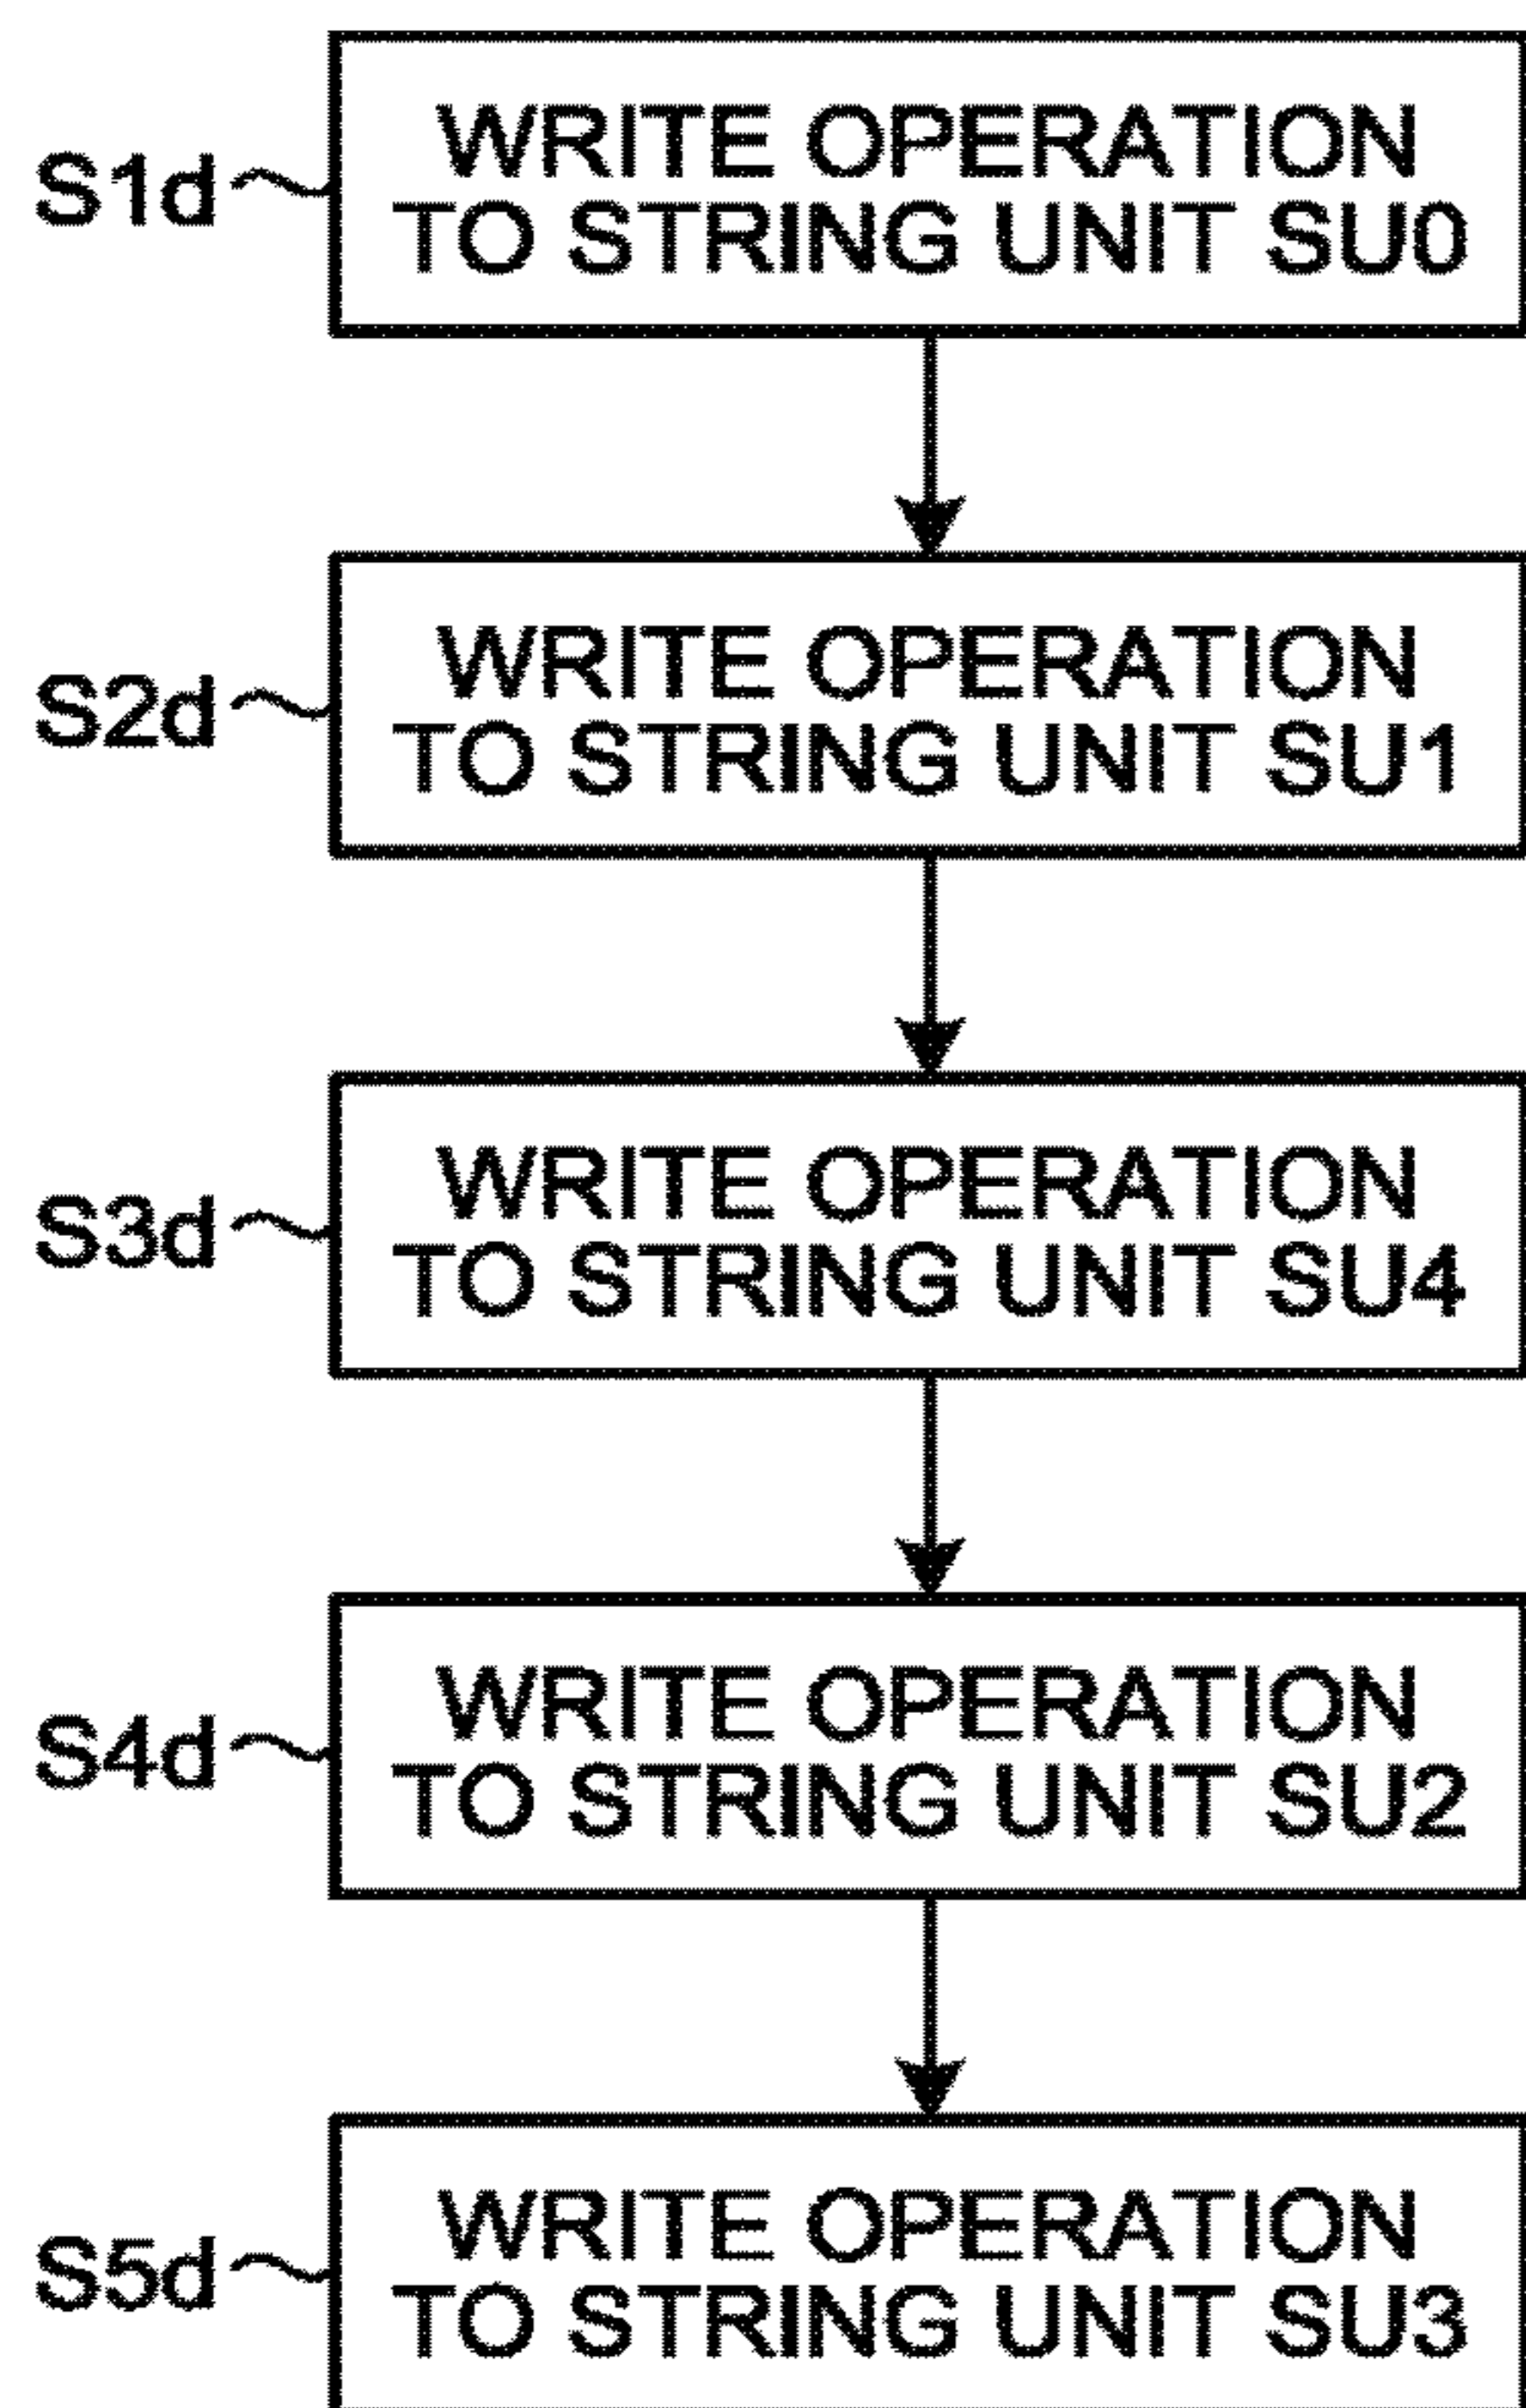 S1d
WRITE OPERATION
TO STRING UNIT SU0
S2d
WRITE OPERATION
TO STRING UNIT SU1
S3d
WRITE OPERATION
TO STRING UNIT SU4
S4d
WRITE OPERATION
TO STRING UNIT SU2
S5d
WRITE OPERATION
TO STRING UNIT SU3